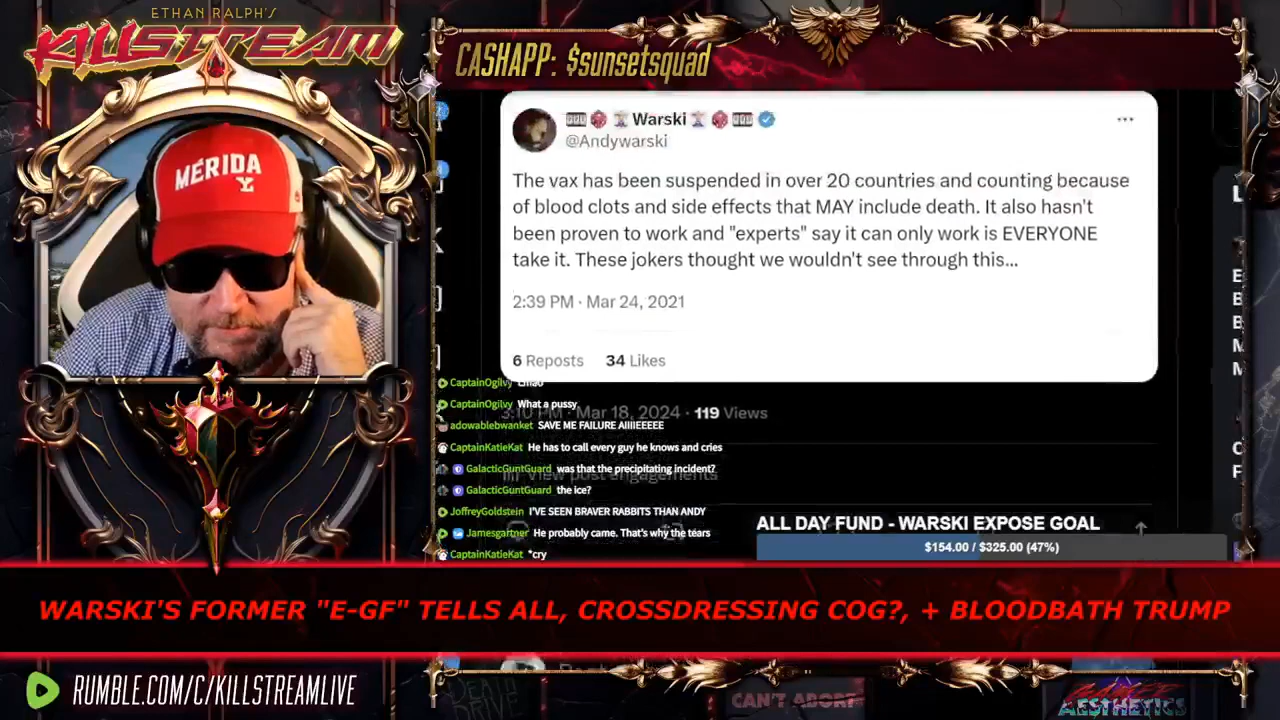 ETHAN RALPH'S
KILLSTREAM
CASHAPP: $sunsetsquad
MÉRIDA
Warski
@Andywarski
The vax has been suspended in over 20 countries and counting because
of blood clots and side effects that MAY include death. It also hasn't
been proven to work and "experts" say it can only work is EVERYONE
take it. These jokers thought we wouldn't see through this...
2:39 PM · Mar 24, 2021
6 Reposts 34 Likes
CaptainOgilvy Lmao
CaptainOgilvy What a pussy
3:10 PM · Mar 18, 2024 · 119 Views
adowablebwanket SAVE ME FAILURE AIIIEEEEE
CaptainKatieKat He has to call every guy he knows and cries
GalacticGuntGuard was that the precipitating incident?
View post engagements
GalacticGuntGuard the ice?
JoffreyGoldstein I'VE SEEN BRAVER RABBITS THAN ANDY
Jamesgartner He probably came. That's why the tears
CaptainKatieKat *cry
ALL DAY FUND - WARSKI EXPOSE GOAL
$154.00 / $325.00 (47%)
WARSKI'S FORMER "E-GF" TELLS ALL, CROSSDRESSING COG?, + BLOODBATH TRUMP
RUMBLE.COM/C/KILLSTREAMLIVE
DEATH
DRIVE
CAN'T ABORT
AESTHETICS